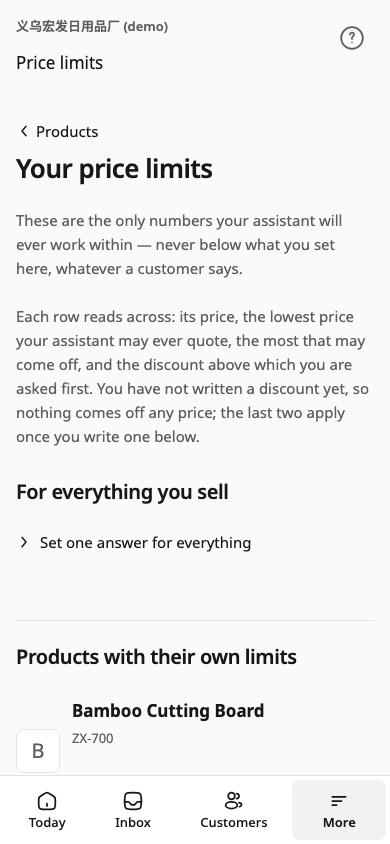 义乌宏发日用品厂 (demo)
Price limits
Products
Your price limits
These are the only numbers your assistant will
ever work within — never below what you set
here, whatever a customer says.
Each row reads across: its price, the lowest price
your assistant may ever quote, the most that may
come off, and the discount above which you are
asked first. You have not written a discount yet, so
nothing comes off any price; the last two apply
once you write one below.
For everything you sell
Set one answer for everything
Products with their own limits
Bamboo Cutting Board
ZX-700
B
Today
Inbox
Customers
More